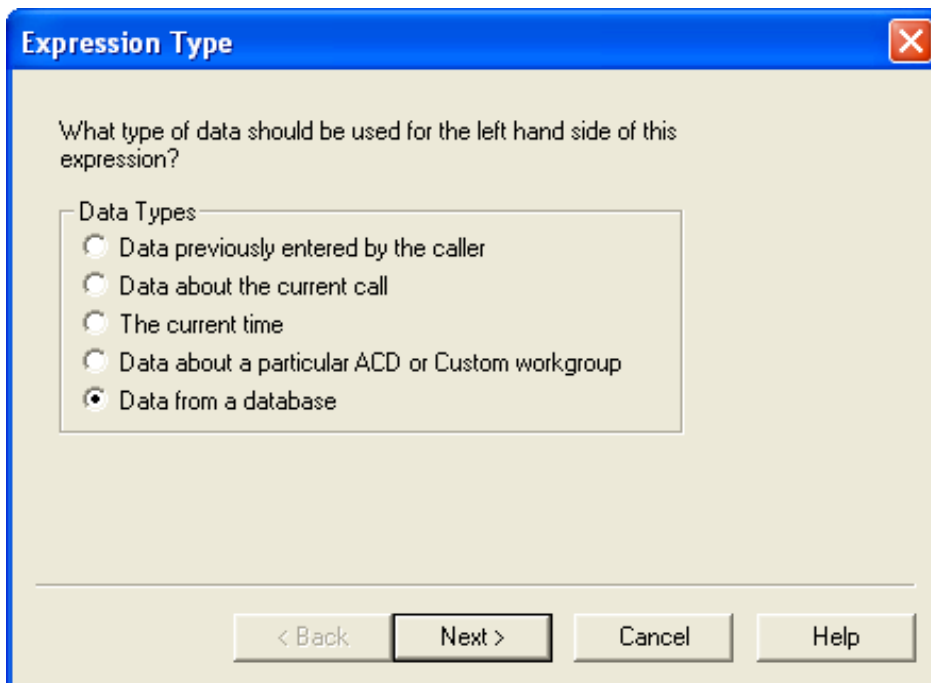 Expression Type
What type of data should be used for the left hand side of this
expression?
Data Types
Data previously entered by the caller
Data about the current call
The current time
Data about a particular ACD or Custom workgroup
Data from a database
< Back
Next >
Cancel
Help